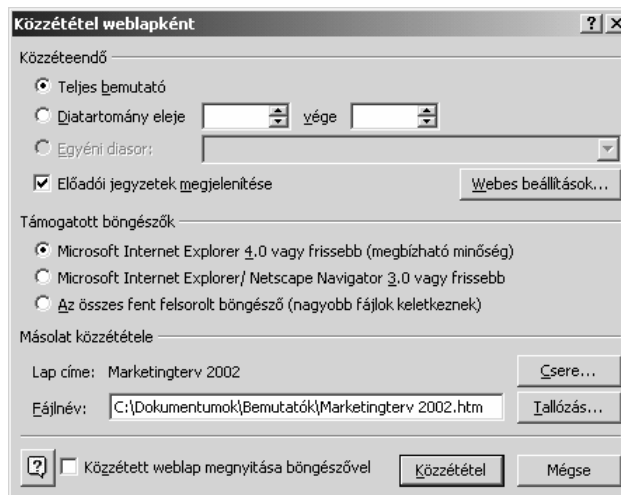 Közzététel weblapként
Közzéteendő
Teljes bemutató
Diatartomány eleje vége
Egyéni diasor:
Előadói jegyzetek megjelenítése Webes beállítások...
Támogatott böngészők
Microsoft Internet Explorer 4.0 vagy frissebb (megbízható minőség)
Microsoft Internet Explorer/ Netscape Navigator 3.0 vagy frissebb
Az összes fent felsorolt böngésző (nagyobb fájlok keletkeznek)
Másolat közzététele
Lap címe: Marketingterv 2002 Csere...
Fájlnév: C:\Dokumentumok\Bemutatók\Marketingterv 2002.htm Tallózás...
Közzétett weblap megnyitása böngészővel Közzététel Mégse